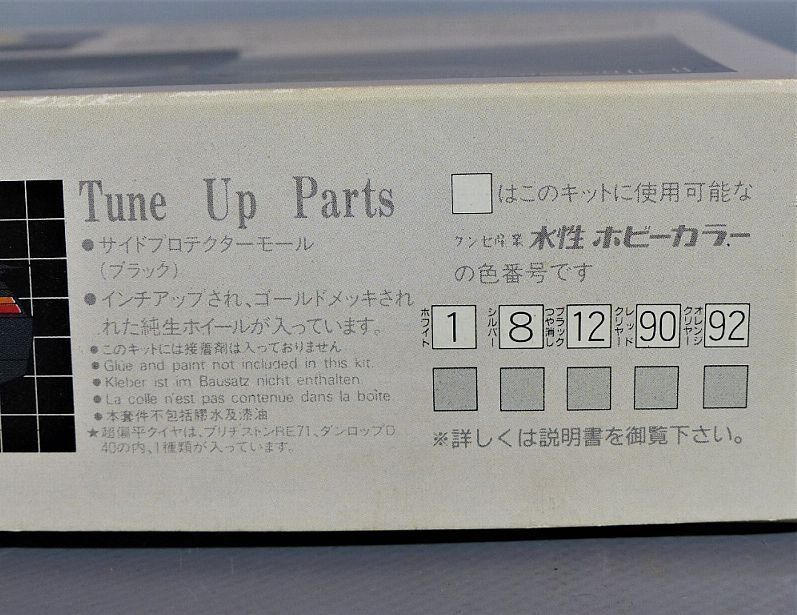 Tune Up Parts
●サイドプロテクターモール
(ブラック)
●インチアップされ、ゴールドメッキされ
れた純生ホイールが入っています。
●このキットには接着剤は入っておりません
●Glue and paint not included in this kit.
●Kleber ist im Bausatz nicht enthalten
●La colle n'est pas contenue dans la boîte.
●本套件不包括膠水及漆油
★超偏平タイヤは、ブリヂストンRE71、ダンロップD
40の内、1種類が入っています。
□はこのキットに使用可能な
グンゼ産業 水性ホビーカラー
の色番号です
ホワイト 1 シルバー 8 ブラックつや消し 12 レッドクリヤー 90 オレンジクリヤー 92
※詳しくは説明書を御覧下さい。